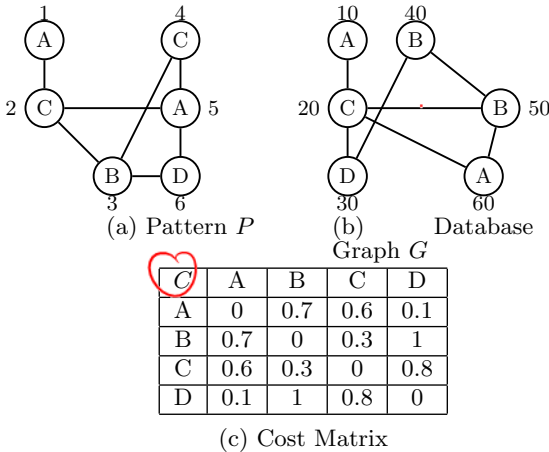 1 4 10 40
A C A B
2 C A 5 20 C B 50
B D D A
3 6 30 60
(a) Pattern P (b) Database
Graph G
C A B C D
A 0 0.7 0.6 0.1
B 0.7 0 0.3 1
C 0.6 0.3 0 0.8
D 0.1 1 0.8 0
(c) Cost Matrix